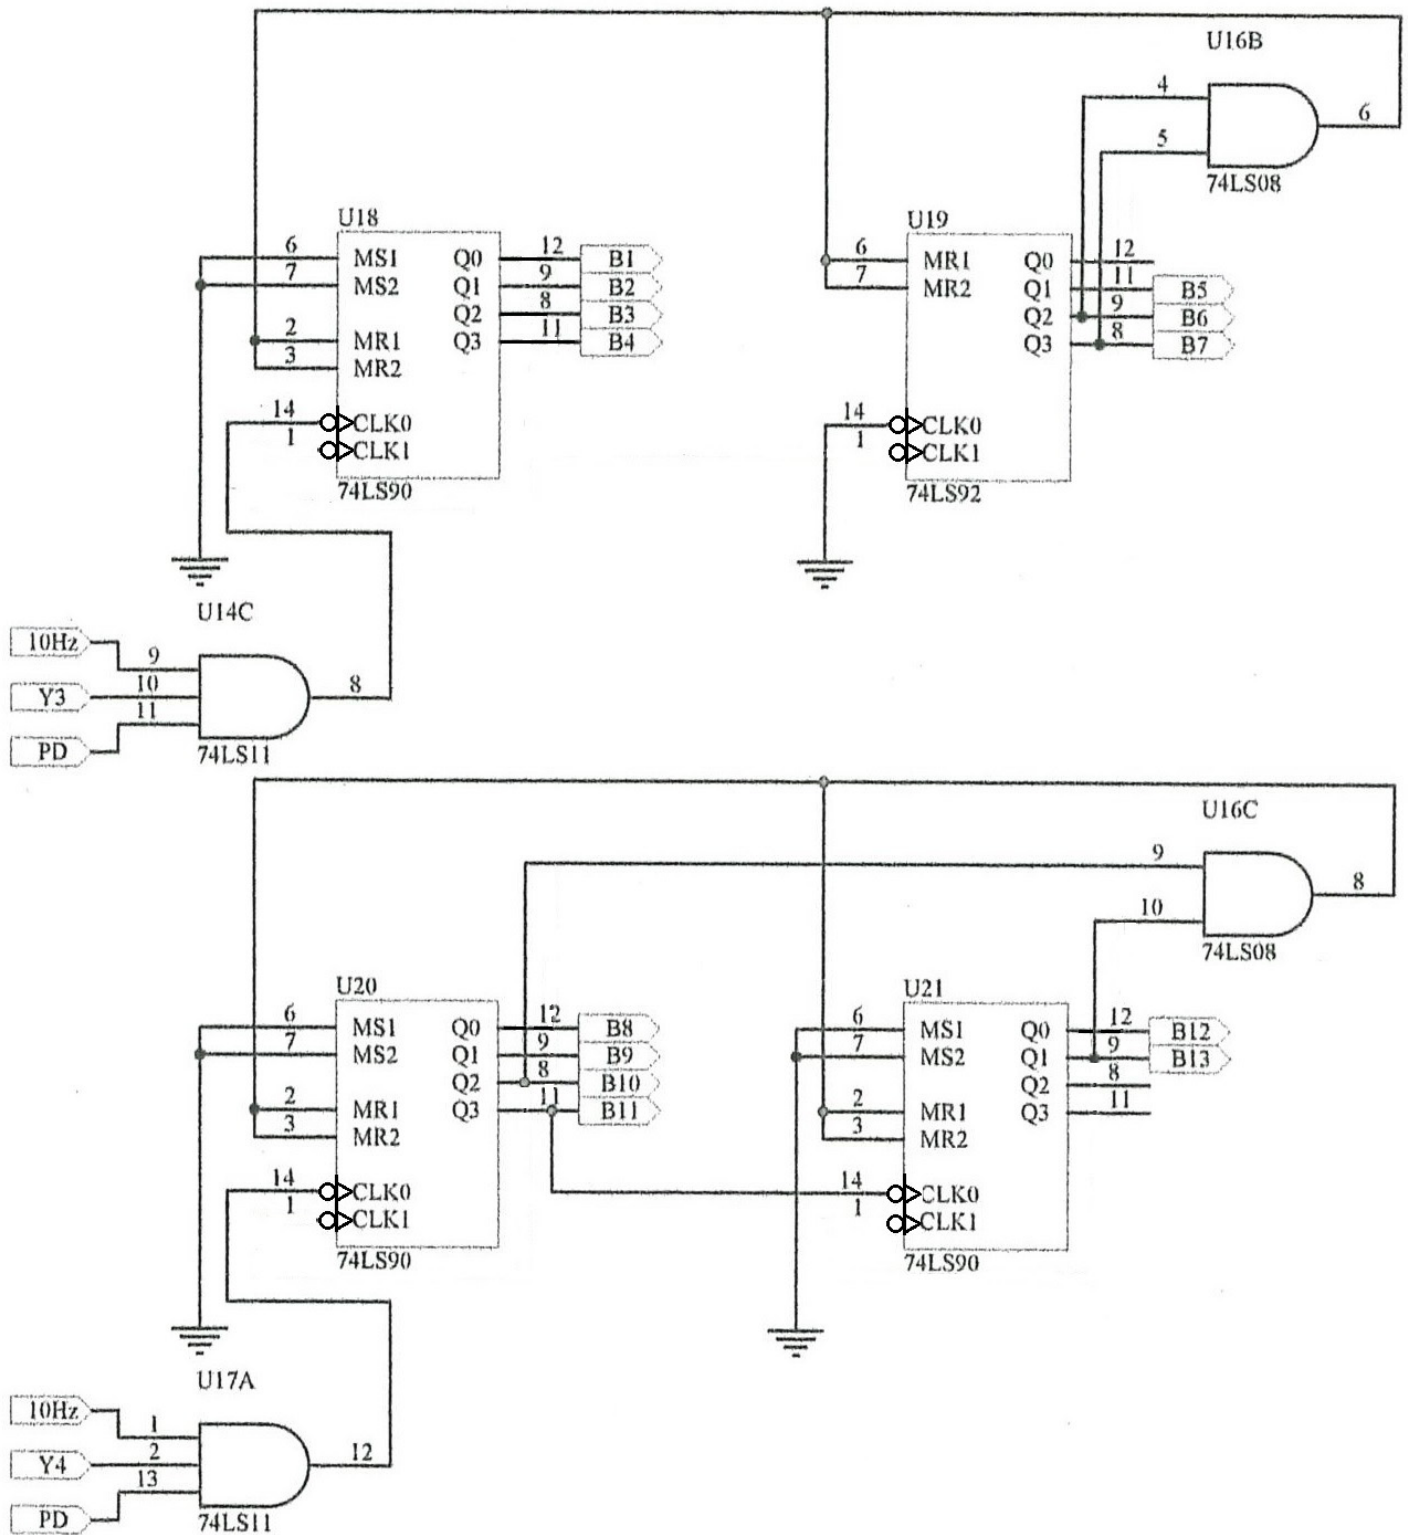 U16B
4
5
6
74LS08
U18
6 MS1 Q0 12 B1
7 MS2 Q1 9 B2
Q2 8 B3
2 MR1 Q3 11 B4
3 MR2
14 CLK0
1 CLK1
74LS90
U19
6 MR1 Q0 12
7 MR2 Q1 11 B5
Q2 9 B6
Q3 8 B7
14 CLK0
1 CLK1
74LS92
U14C
10Hz 9
Y3 10 8
PD 11
74LS11
U16C
9
10
8
74LS08
U20
6 MS1 Q0 12 B8
7 MS2 Q1 9 B9
Q2 8 B10
2 MR1 Q3 11 B11
3 MR2
14 CLK0
1 CLK1
74LS90
U21
6 MS1 Q0 12 B12
7 MS2 Q1 9 B13
Q2 8
2 MR1 Q3 11
3 MR2
14 CLK0
1 CLK1
74LS90
U17A
10Hz 1
Y4 2 12
PD 13
74LS11